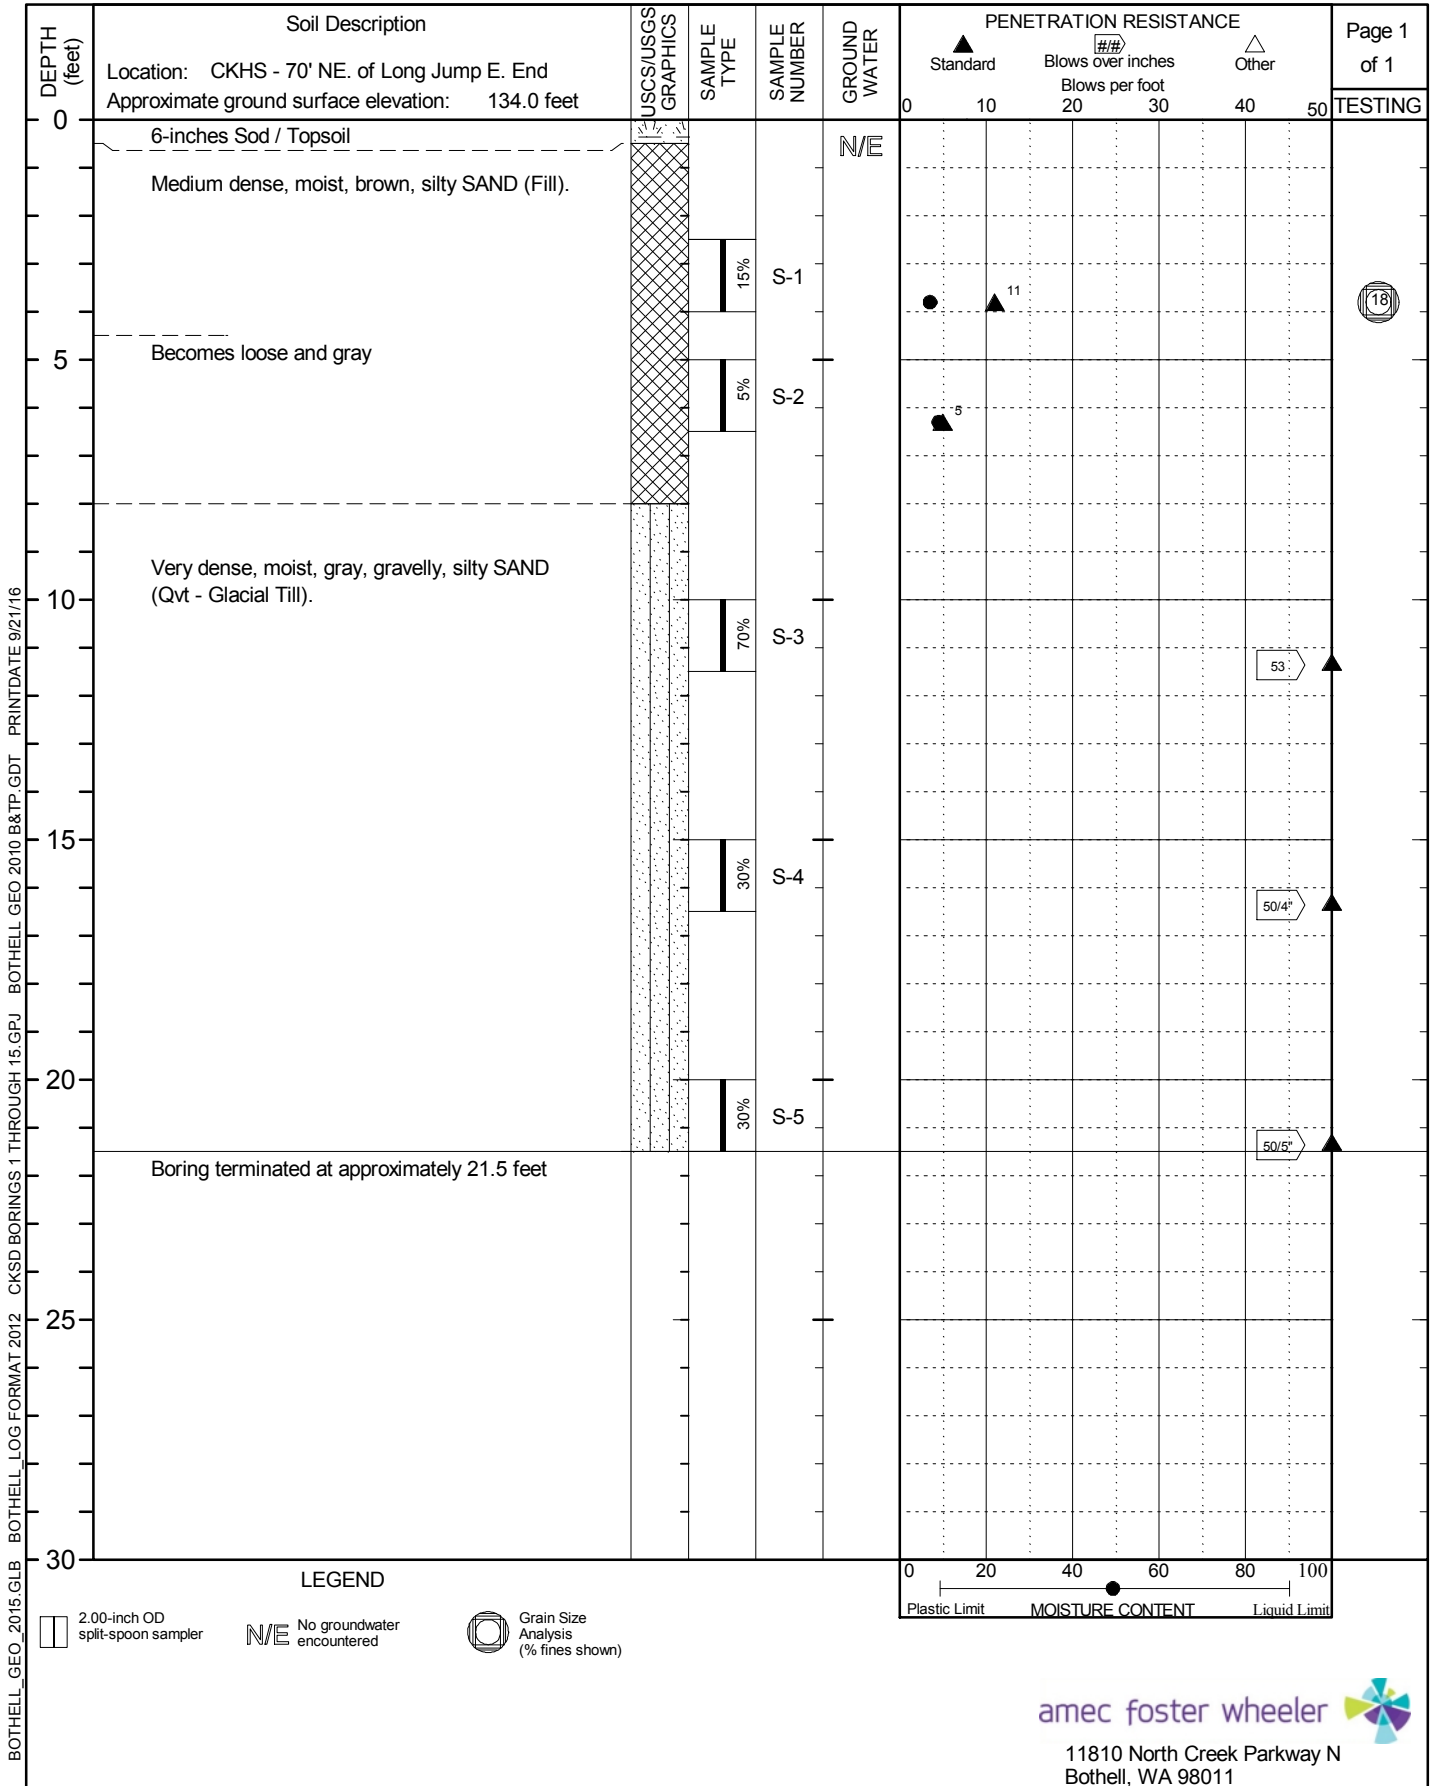 DEPTH
(feet)
Soil Description
Location: CKHS - 70' NE. of Long Jump E. End
Approximate ground surface elevation: 134.0 feet
USCS/USGS
GRAPHICS
SAMPLE
TYPE
SAMPLE
NUMBER
GROUND
WATER
PENETRATION RESISTANCE
Standard
#/#
Blows over inches
Other
Blows per foot
0 10 20 30 40 50
Page 1
of 1
TESTING
0
6-inches Sod / Topsoil
N/E
Medium dense, moist, brown, silty SAND (Fill).
15%
S-1
11
18
Becomes loose and gray
5
5%
S-2
5
Very dense, moist, gray, gravelly, silty SAND
(Qvt - Glacial Till).
10
70%
S-3
53
15
30%
S-4
50/4"
20
30%
S-5
50/5"
Boring terminated at approximately 21.5 feet
25
30
0 20 40 60 80 100
Plastic Limit
MOISTURE CONTENT
Liquid Limit
LEGEND
2.00-inch OD
split-spoon sampler
N/E
No groundwater
encountered
Grain Size
Analysis
(% fines shown)
amec foster wheeler
11810 North Creek Parkway N
Bothell, WA 98011
BOTHELL_GEO_2015.GLB BOTHELL_LOG FORMAT 2012 CKSD BORINGS 1 THROUGH 15.GPJ BOTHELL GEO 2010 B&TP.GDT PRINTDATE 9/21/16